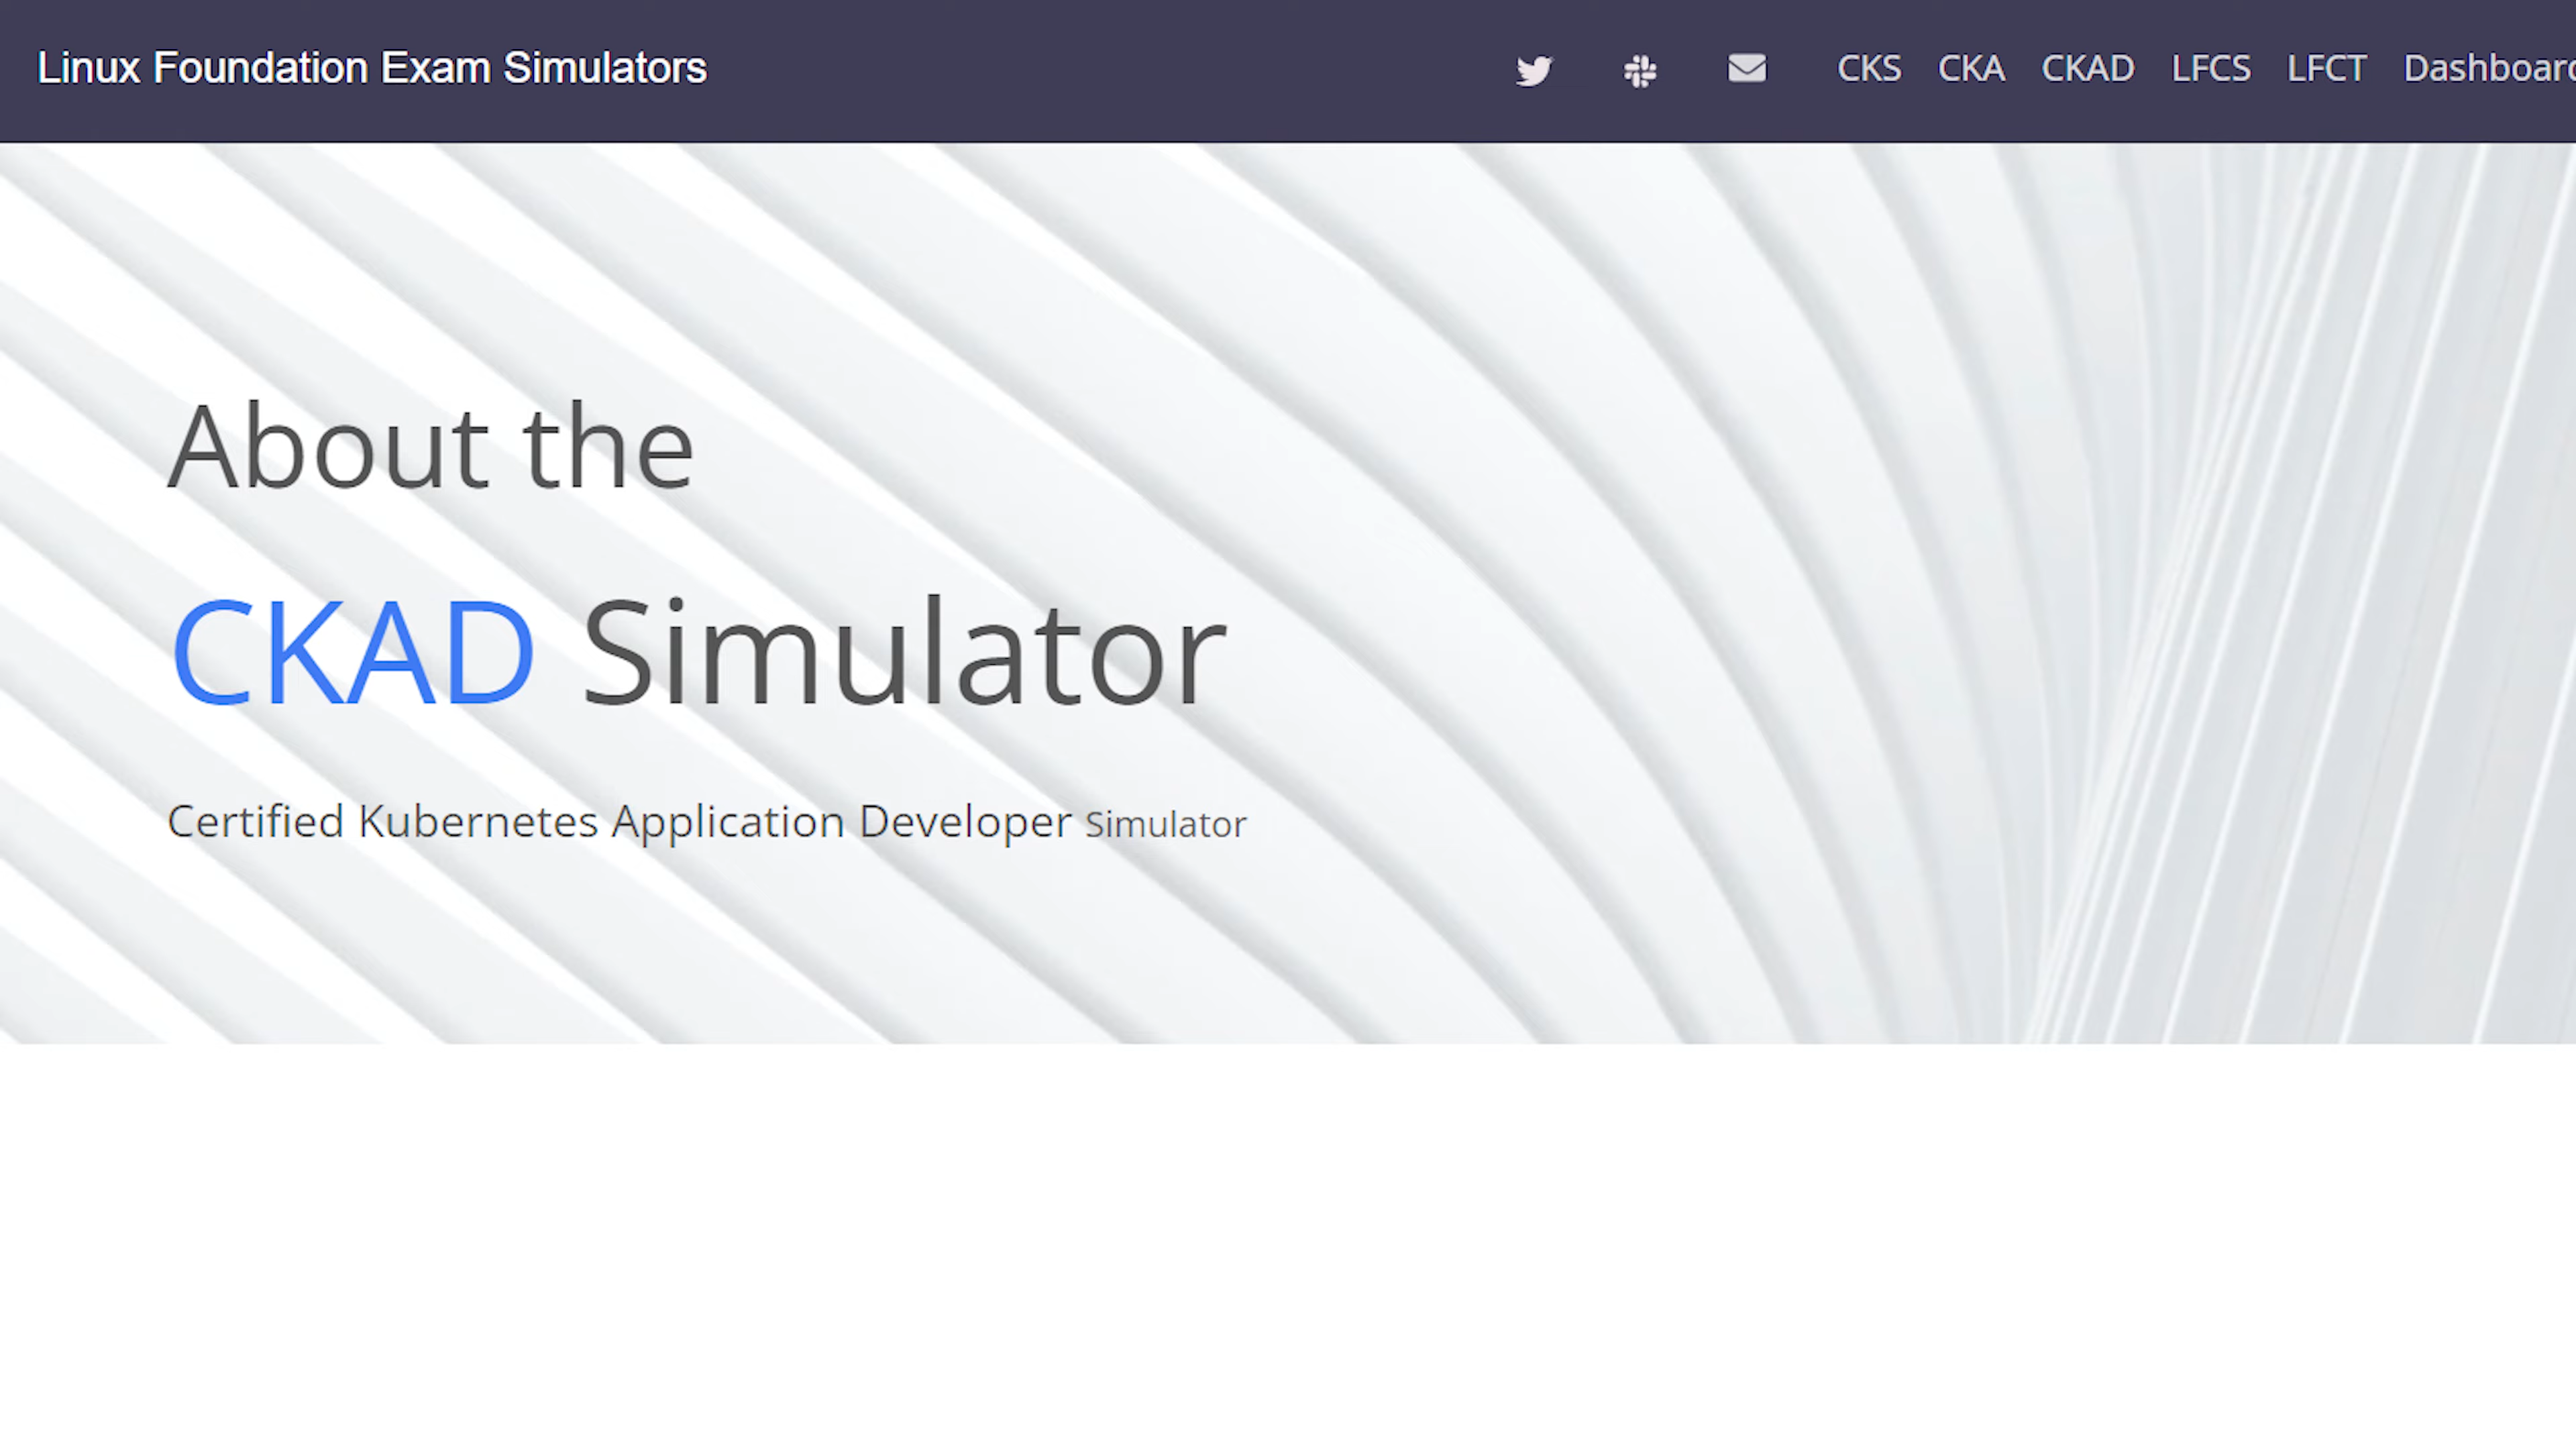 Linux Foundation Exam Simulators
CKS CKA CKAD LFCS LFCT
About the
CKAD Simulator
Certified Kubernetes Application Developer Simulator